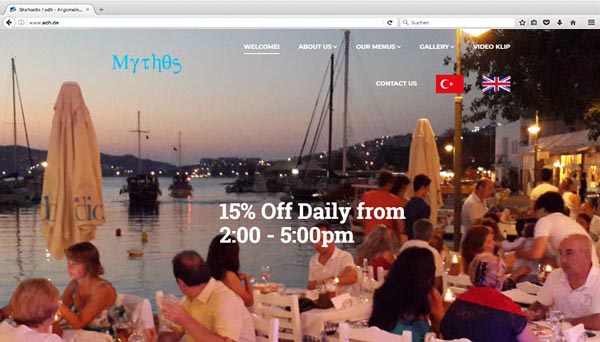 Startseite / adh - Allgemein...
www.adh.de
Suchen
Mythos
WELCOME!
ABOUT US
OUR MENUS
GALLERY
VIDEO KLIP
CONTACT US
15% Off Daily from
2:00 - 5:00pm